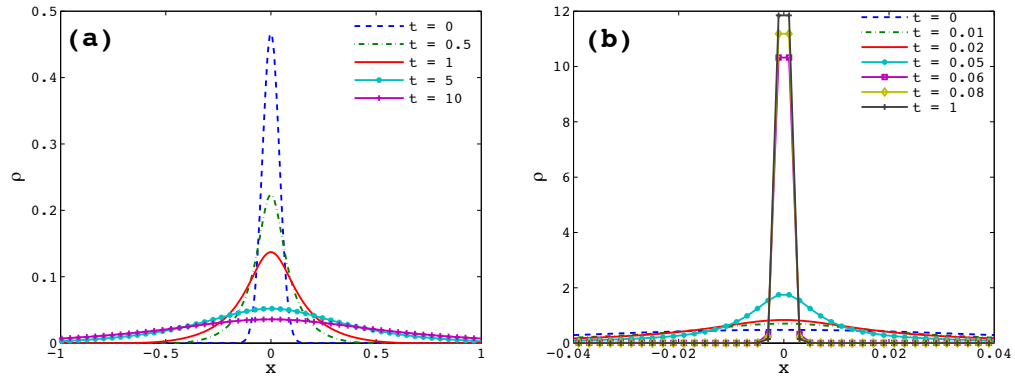 (a)
t = 0
t = 0.5
t = 1
t = 5
t = 10
0.5
0.4
0.3
0.2
0.1
0
ρ
−1
−0.5
0
0.5
1
x
(b)
t = 0
t = 0.01
t = 0.02
t = 0.05
t = 0.06
t = 0.08
t = 1
12
10
8
6
4
2
0
ρ
−0.04
−0.02
0
0.02
0.04
x